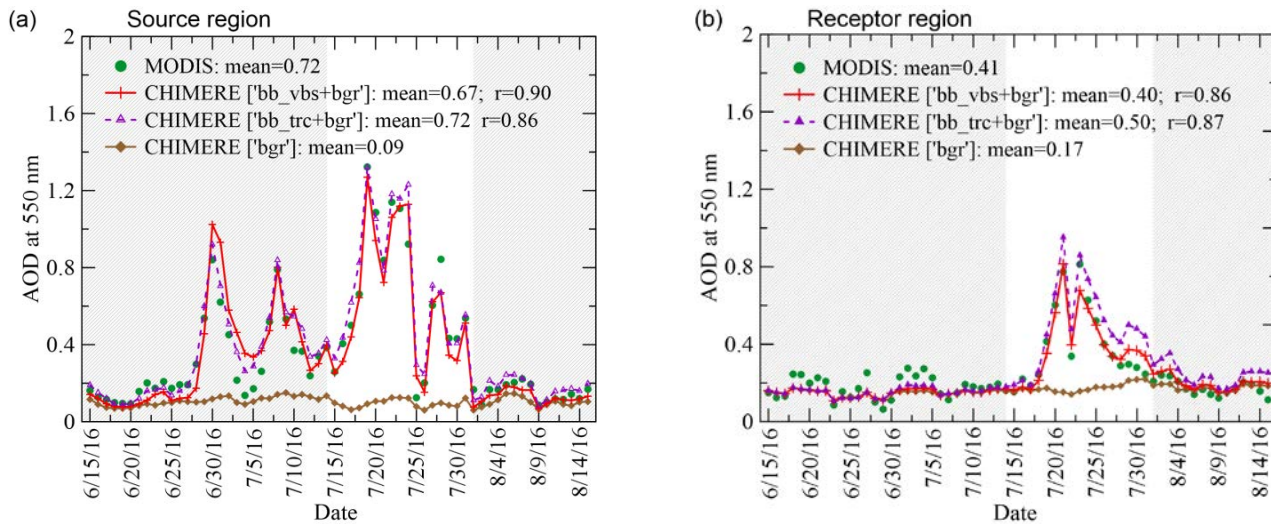 (a) Source region
2
1.6
1.2
0.8
0.4
0
AOD at 550 nm
MODIS: mean=0.72
CHIMERE ['bb_vbs+bgr']: mean=0.67; r=0.90
CHIMERE ['bb_trc+bgr']: mean=0.72 r=0.86
CHIMERE ['bgr']: mean=0.09
6/15/16
6/20/16
6/25/16
6/30/16
7/5/16
7/10/16
7/15/16
7/20/16
7/25/16
7/30/16
8/4/16
8/9/16
8/14/16
Date
(b) Receptor region
2
1.6
1.2
0.8
0.4
0
AOD at 550 nm
MODIS: mean=0.41
CHIMERE ['bb_vbs+bgr']: mean=0.40; r=0.86
CHIMERE ['bb_trc+bgr']: mean=0.50; r=0.87
CHIMERE ['bgr']: mean=0.17
6/15/16
6/20/16
6/25/16
6/30/16
7/5/16
7/10/16
7/15/16
7/20/16
7/25/16
7/30/16
8/4/16
8/9/16
8/14/16
Date